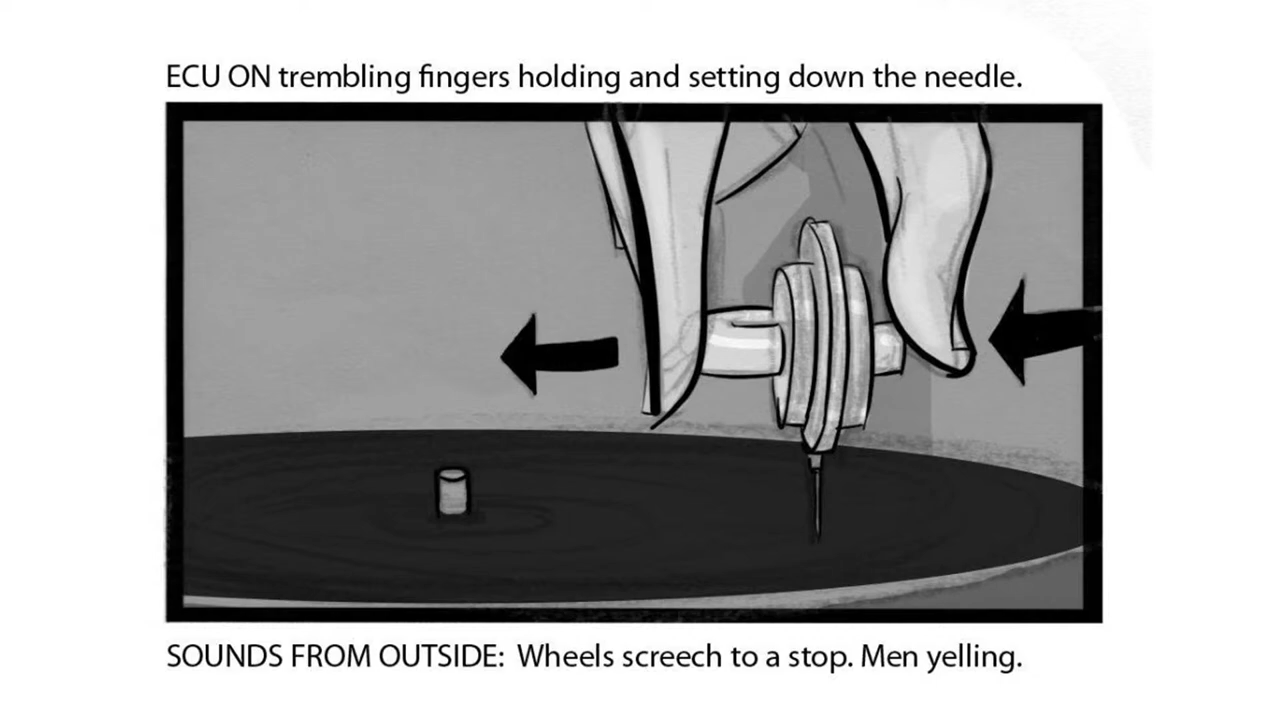 ECU ON trembling fingers holding and setting down the needle.
SOUNDS FROM OUTSIDE: Wheels screech to a stop. Men yelling.